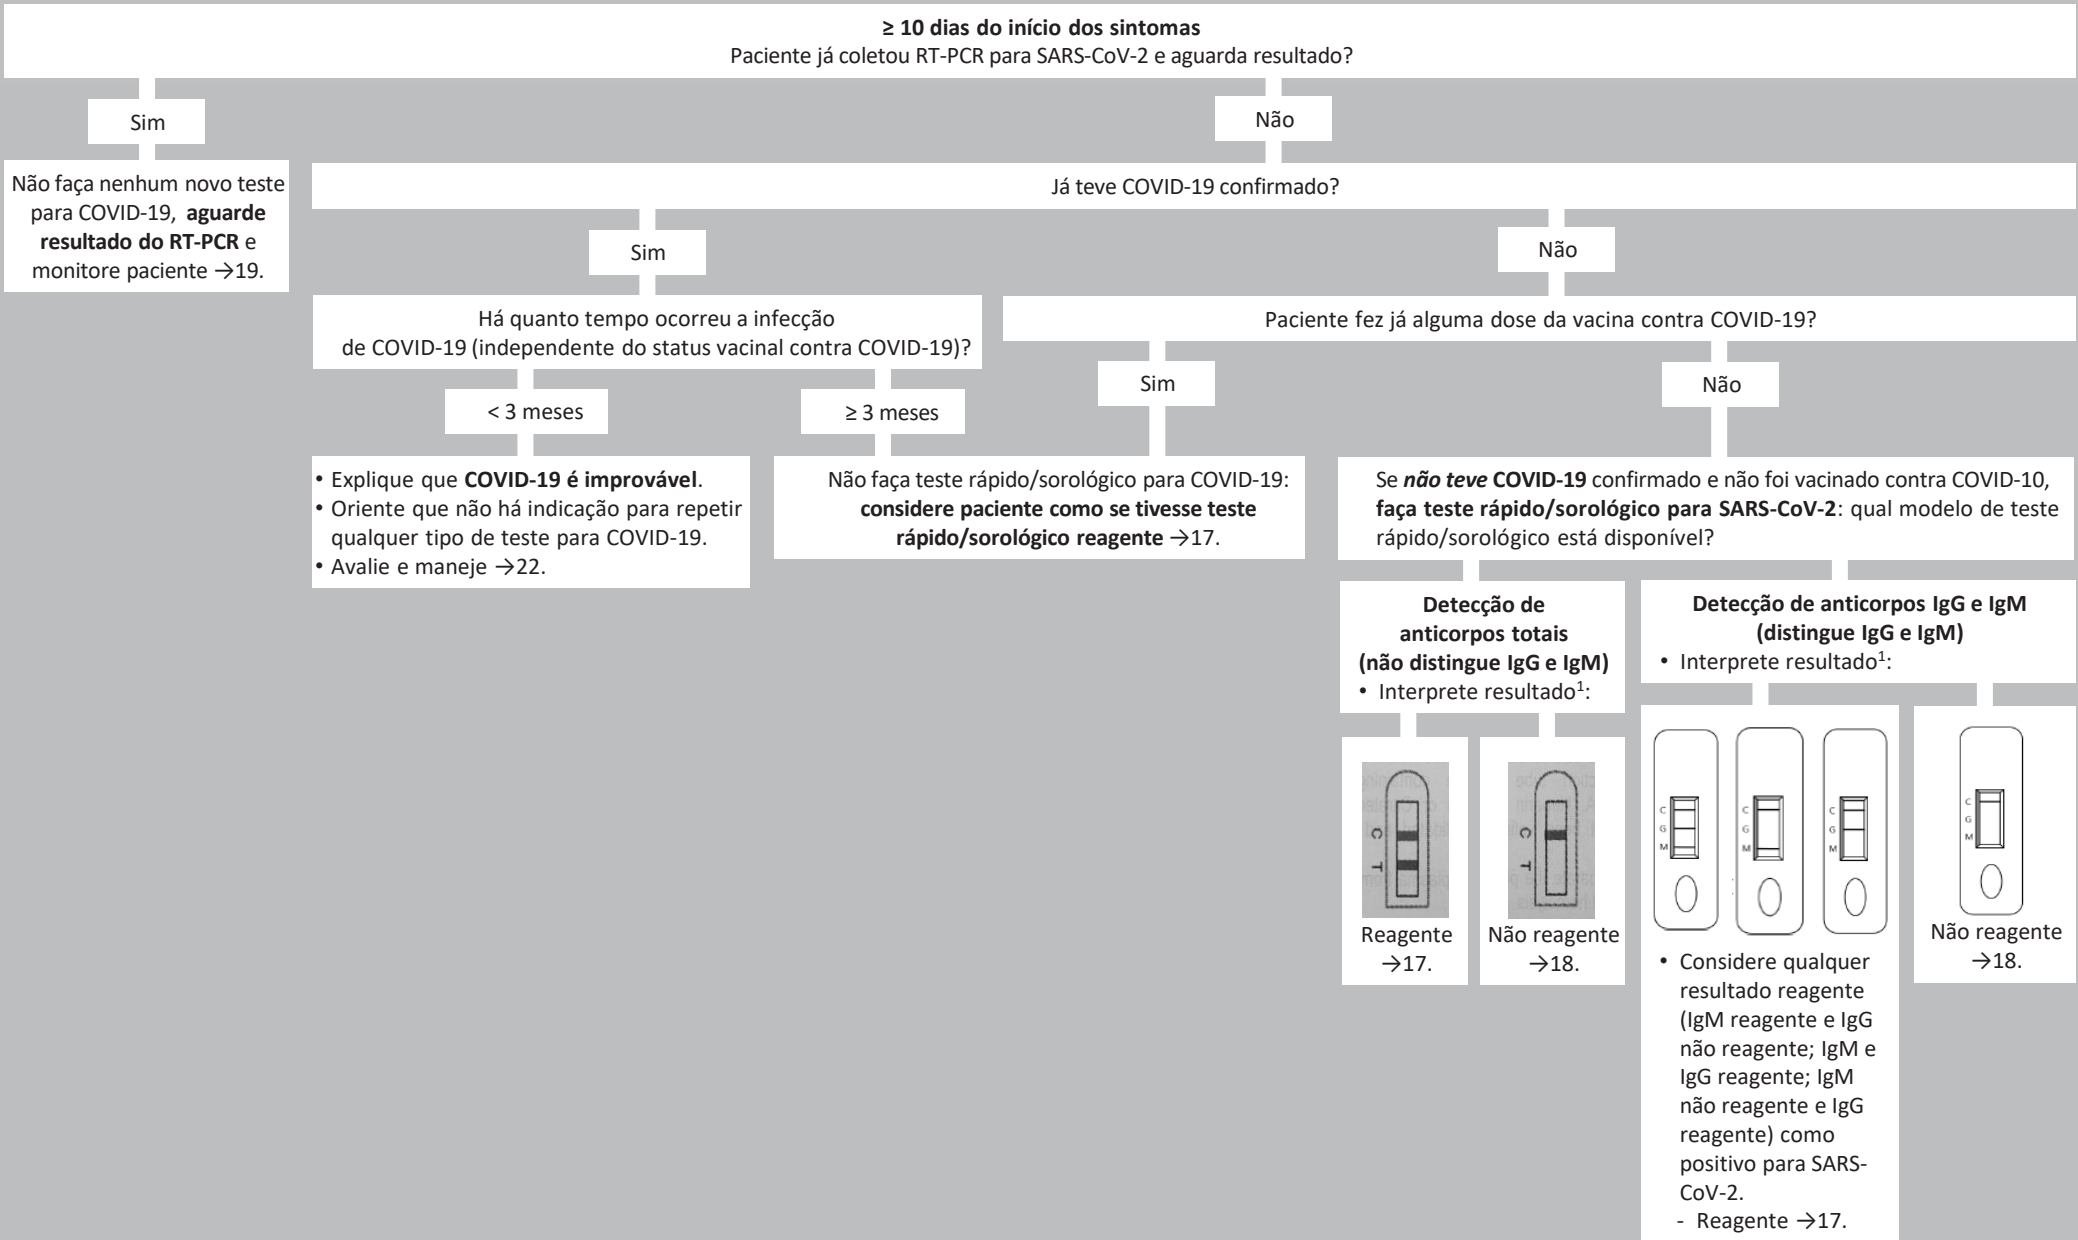 ≥ 10 dias do início dos sintomas
Paciente já coletou RT-PCR para SARS-CoV-2 e aguarda resultado?
Sim
Não
Não faça nenhum novo teste
para COVID-19, aguarde
resultado do RT-PCR e
monitore paciente →19.
Já teve COVID-19 confirmado?
Sim
Não
Há quanto tempo ocorreu a infecção
de COVID-19 (independente do status vacinal contra COVID-19)?
< 3 meses
≥ 3 meses
• Explique que COVID-19 é improvável.
• Oriente que não há indicação para repetir
qualquer tipo de teste para COVID-19.
• Avalie e maneje →22.
Paciente fez já alguma dose da vacina contra COVID-19?
Sim
Não
Não faça teste rápido/sorológico para COVID-19:
considere paciente como se tivesse teste
rápido/sorológico reagente →17.
Se não teve COVID-19 confirmado e não foi vacinado contra COVID-10,
faça teste rápido/sorológico para SARS-CoV-2: qual modelo de teste
rápido/sorológico está disponível?
Detecção de
anticorpos totais
(não distingue IgG e IgM)
• Interprete resultado¹:
C
T
Reagente
→17.
C
T
Não reagente
→18.
Detecção de anticorpos IgG e IgM
(distingue IgG e IgM)
• Interprete resultado¹:
C
G
M
C
G
M
C
G
M
• Considere qualquer
resultado reagente
(IgM reagente e IgG
não reagente; IgM e
IgG reagente; IgM
não reagente e IgG
reagente) como
positivo para SARS-
CoV-2.
- Reagente →17.
C
G
M
Não reagente
→18.